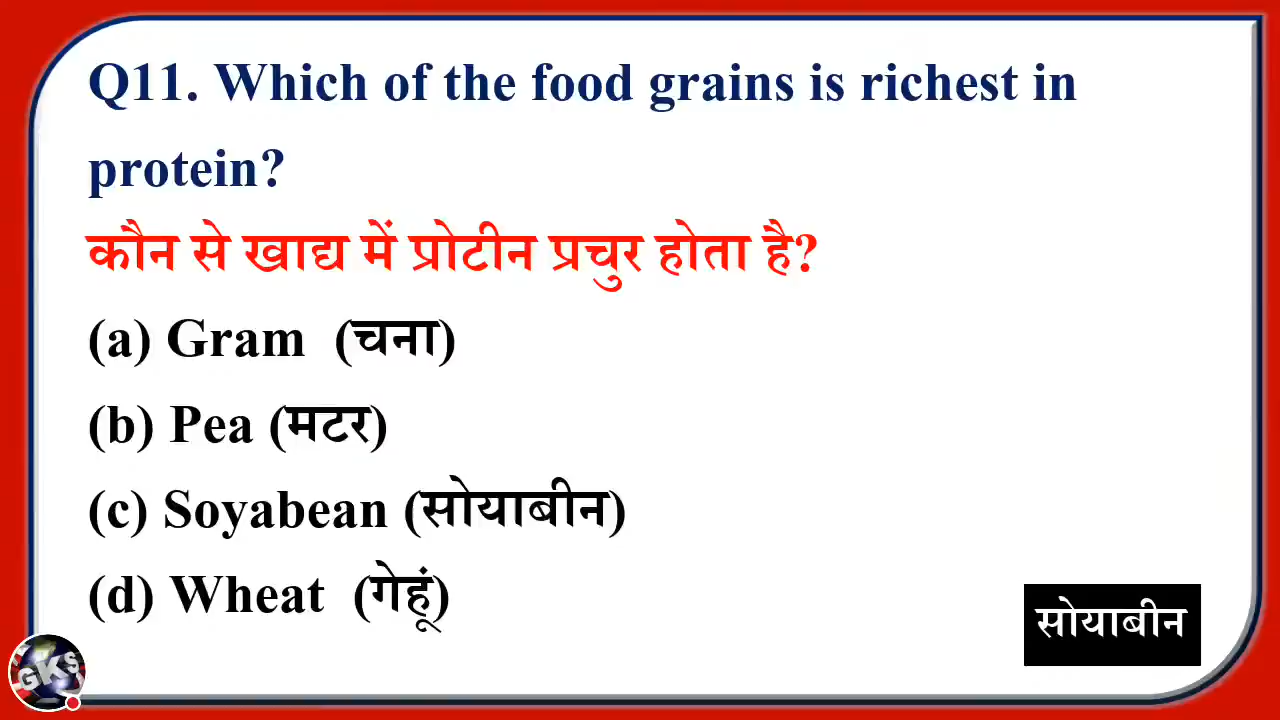 Q11. Which of the food grains is richest in
protein?
कौन से खाद्य में प्रोटीन प्रचुर होता है?
(a) Gram (चना)
(b) Pea (मटर)
(c) Soyabean (सोयाबीन)
(d) Wheat (गेहूं)
सोयाबीन
GKS